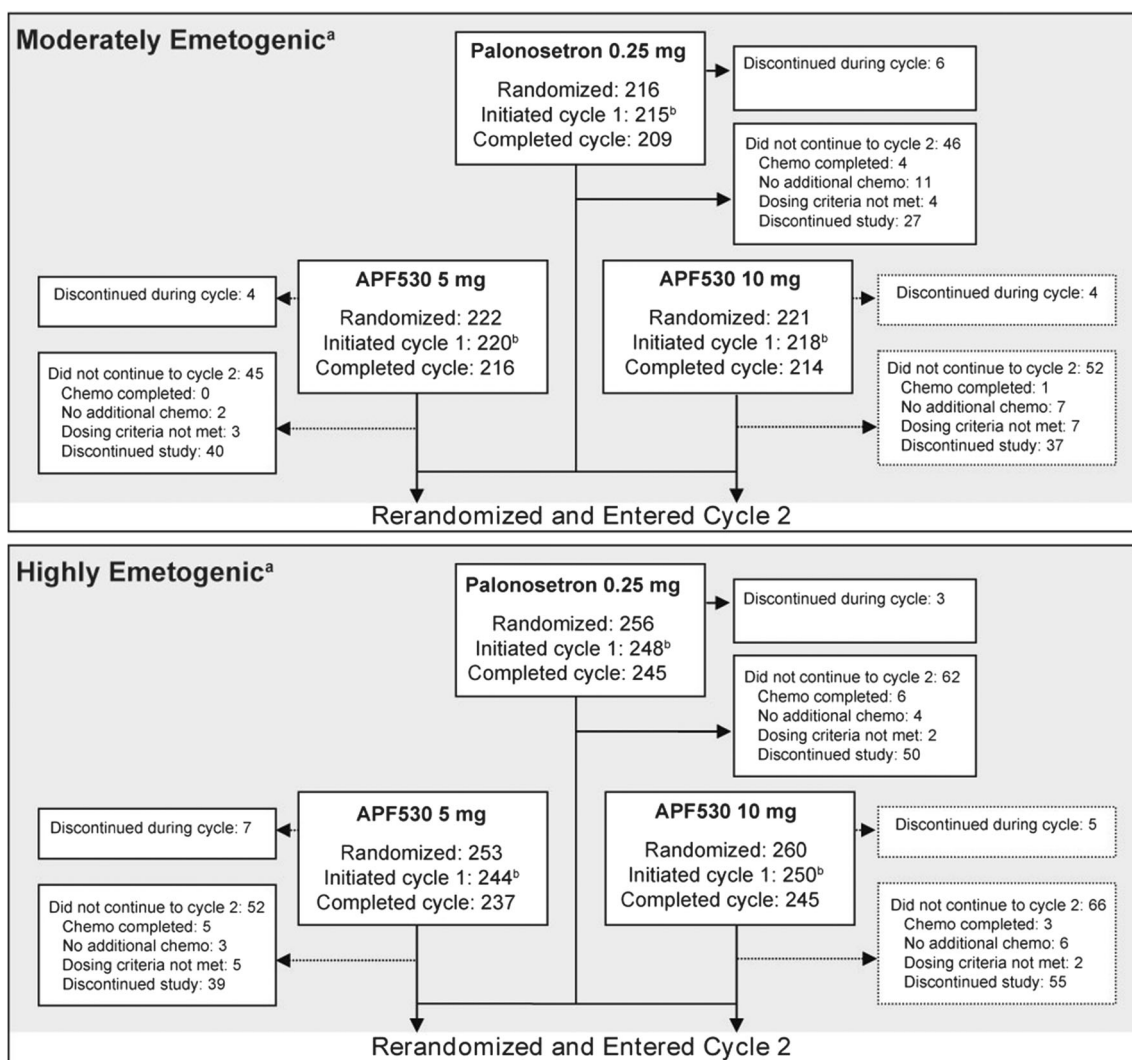 Moderately Emetogenicᵃ
Palonosetron 0.25 mg
Randomized: 216
Initiated cycle 1: 215ᵇ
Completed cycle: 209
Discontinued during cycle: 6
Did not continue to cycle 2: 46
Chemo completed: 4
No additional chemo: 11
Dosing criteria not met: 4
Discontinued study: 27
Discontinued during cycle: 4
APF530 5 mg
Randomized: 222
Initiated cycle 1: 220ᵇ
Completed cycle: 216
APF530 10 mg
Randomized: 221
Initiated cycle 1: 218ᵇ
Completed cycle: 214
Discontinued during cycle: 4
Did not continue to cycle 2: 45
Chemo completed: 0
No additional chemo: 2
Dosing criteria not met: 3
Discontinued study: 40
Did not continue to cycle 2: 52
Chemo completed: 1
No additional chemo: 7
Dosing criteria not met: 7
Discontinued study: 37
Rerandomized and Entered Cycle 2
Highly Emetogenicᵃ
Palonosetron 0.25 mg
Randomized: 256
Initiated cycle 1: 248ᵇ
Completed cycle: 245
Discontinued during cycle: 3
Did not continue to cycle 2: 62
Chemo completed: 6
No additional chemo: 4
Dosing criteria not met: 2
Discontinued study: 50
Discontinued during cycle: 7
APF530 5 mg
Randomized: 253
Initiated cycle 1: 244ᵇ
Completed cycle: 237
APF530 10 mg
Randomized: 260
Initiated cycle 1: 250ᵇ
Completed cycle: 245
Discontinued during cycle: 5
Did not continue to cycle 2: 52
Chemo completed: 5
No additional chemo: 3
Dosing criteria not met: 5
Discontinued study: 39
Did not continue to cycle 2: 66
Chemo completed: 3
No additional chemo: 6
Dosing criteria not met: 2
Discontinued study: 55
Rerandomized and Entered Cycle 2